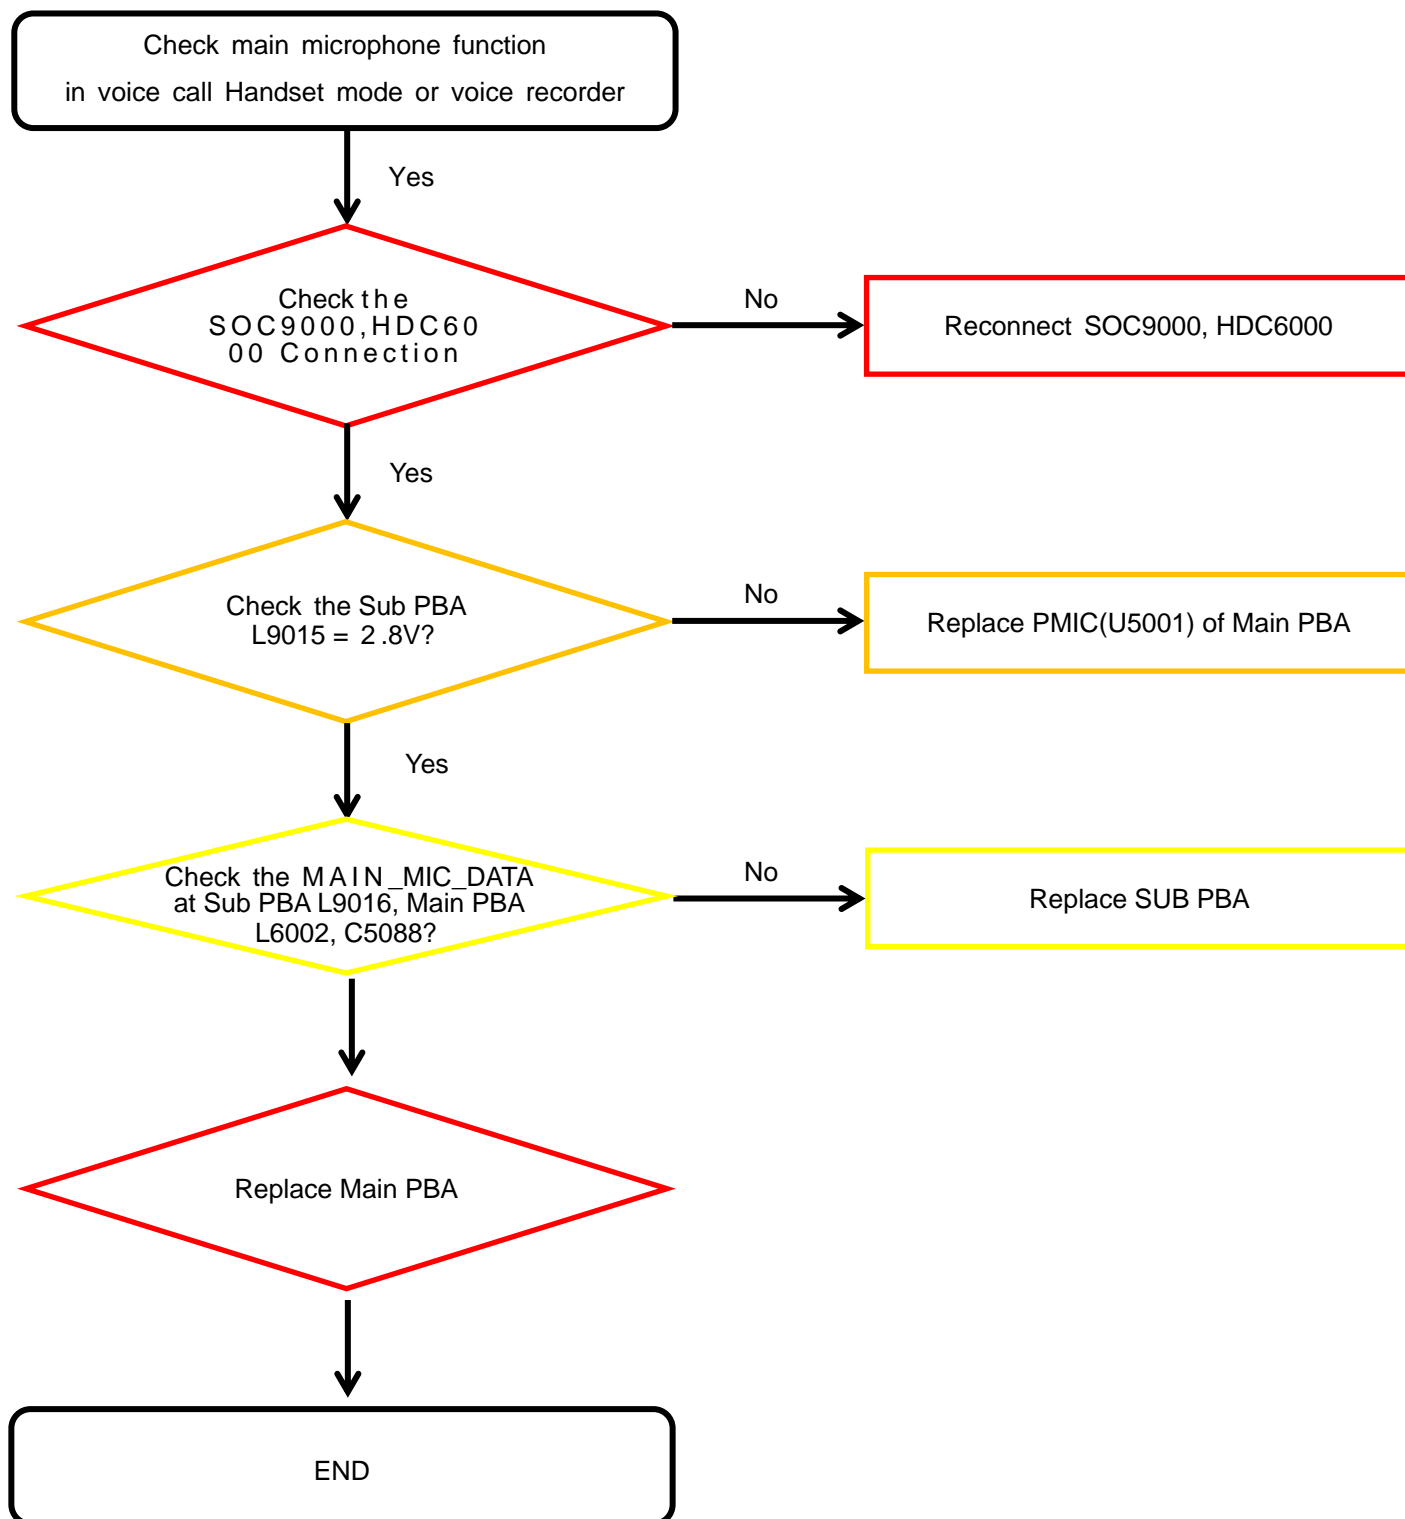 Check main microphone function
in voice call Handset mode or voice recorder
Yes
Check the
SOC9000,HDC60
00 Connection
No
Reconnect SOC9000, HDC6000
Yes
Check the Sub PBA
L9015 = 2.8V?
No
Replace PMIC(U5001) of Main PBA
Yes
Check the MAIN_MIC_DATA
at Sub PBA L9016, Main PBA
L6002, C5088?
No
Replace SUB PBA
Replace Main PBA
END